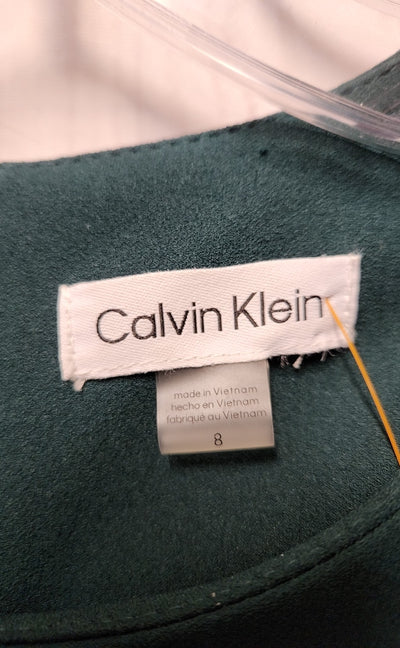 Calvin Klein
made in Vietnam
hecho en Vietnam
fabriqué au Vietnam
8